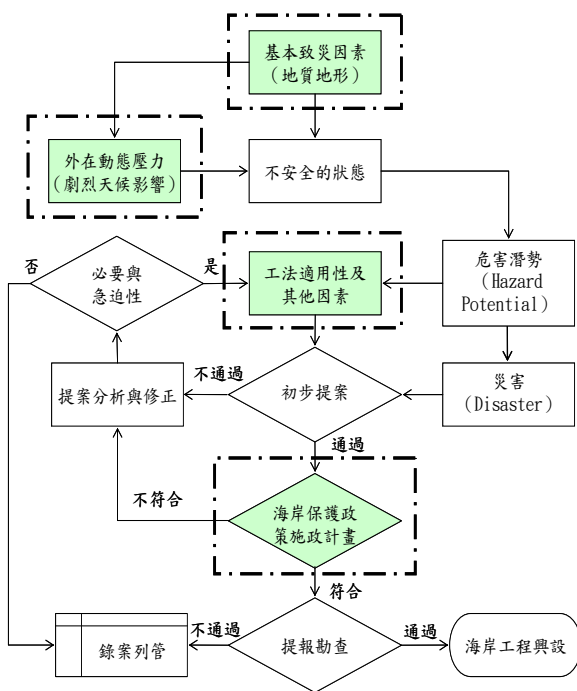 基本致災因素
(地質地形)
外在動態壓力
(劇烈天候影響)
不安全的狀態
否
必要與
急迫性
是
工法適用性及
其他因素
危害潛勢
(Hazard
Potential)
提案分析與修正
不通過
初步提案
災害
(Disaster)
通過
不符合
海岸保護政
策施政計畫
符合
錄案列管
不通過
提報勘查
通過
海岸工程興設